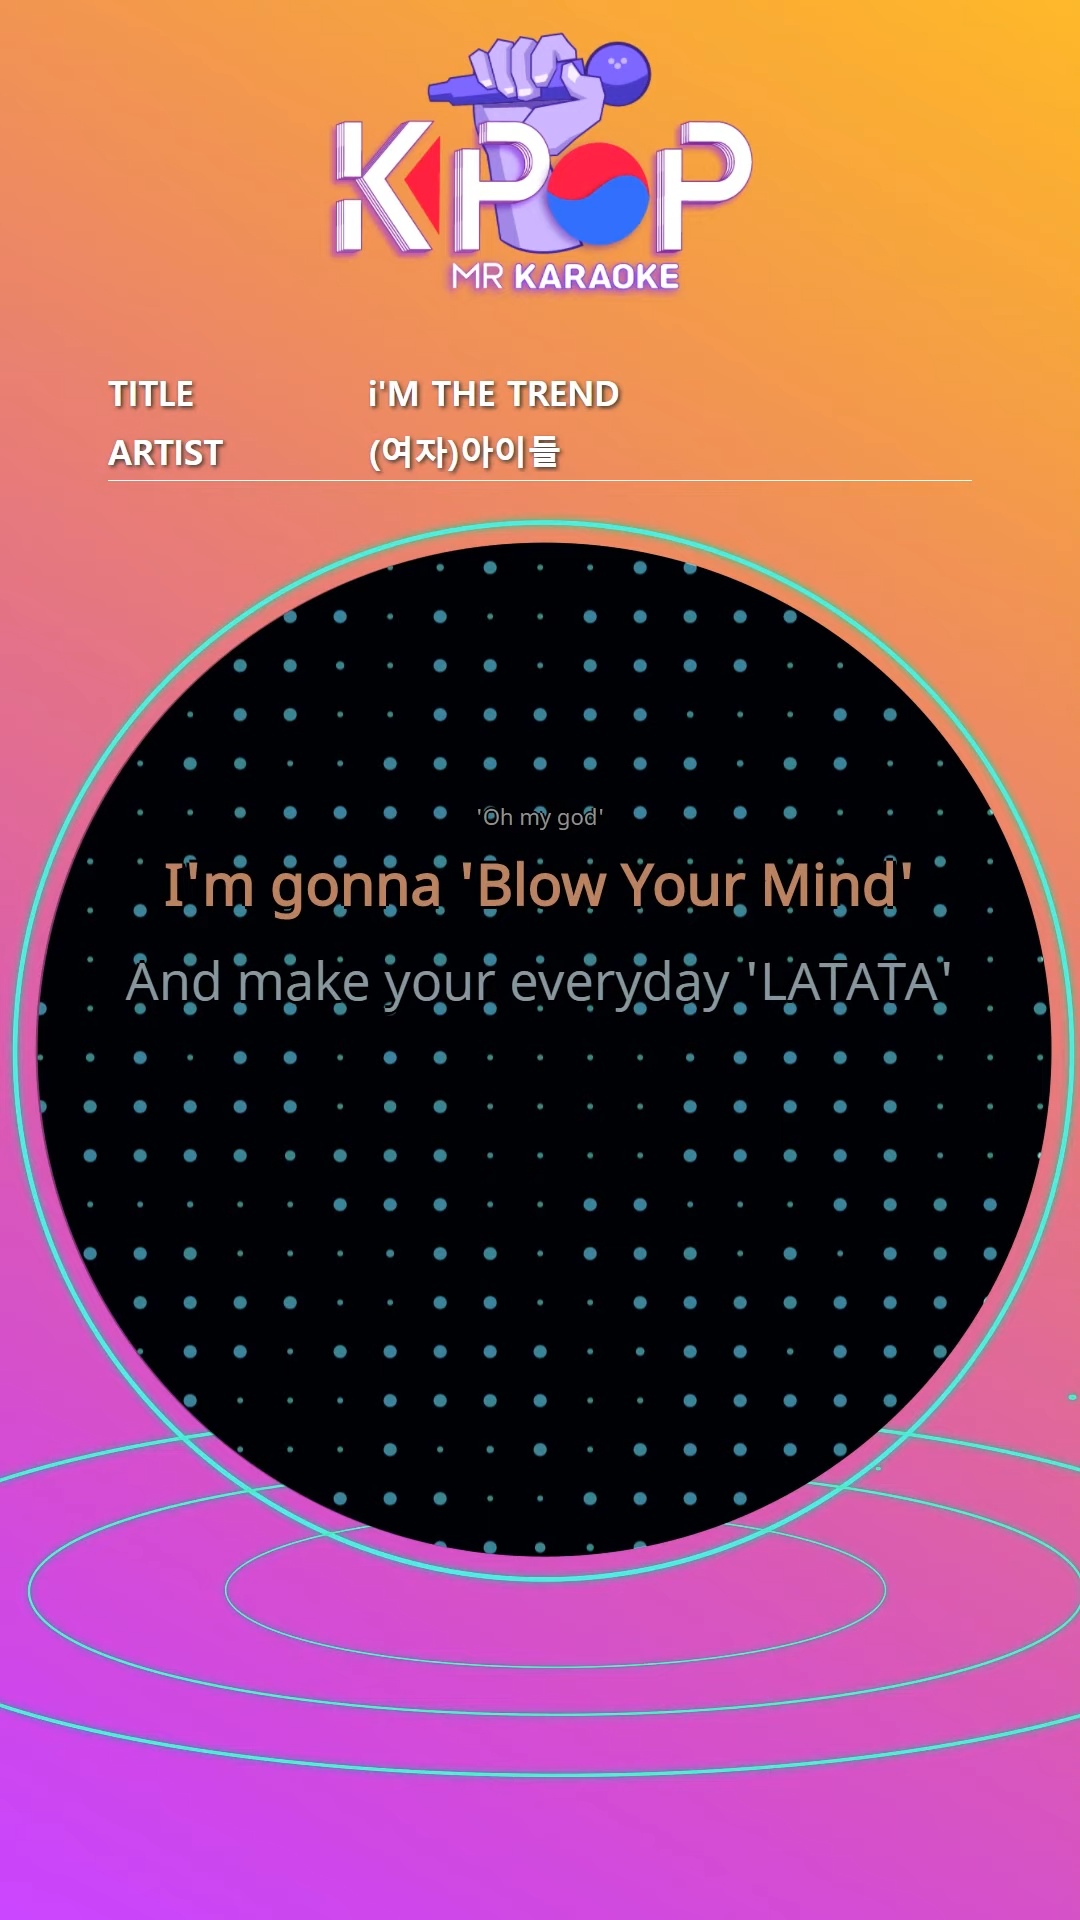 KPOP
MR KARAOKE
TITLE i'M THE TREND
ARTIST (여자)아이들
'Oh my god'
I'm gonna 'Blow Your Mind'
And make your everyday 'LATATA'